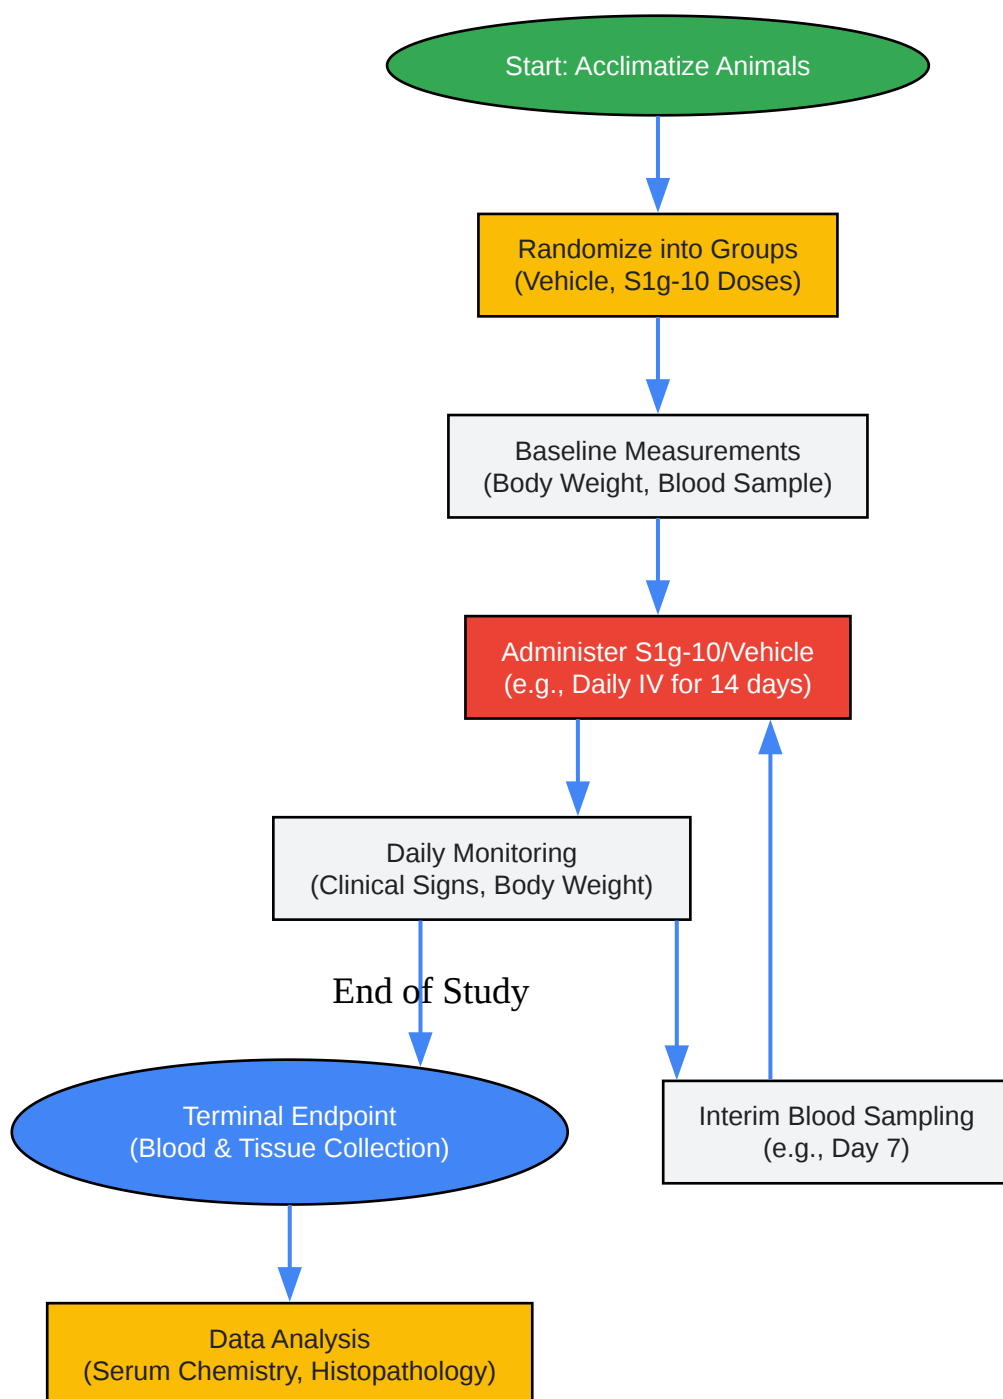 Start: Acclimatize Animals
Randomize into Groups
(Vehicle, S1g-10 Doses)
Baseline Measurements
(Body Weight, Blood Sample)
Administer S1g-10/Vehicle
(e.g., Daily IV for 14 days)
Daily Monitoring
(Clinical Signs, Body Weight)
End of Study
Terminal Endpoint
(Blood & Tissue Collection)
Interim Blood Sampling
(e.g., Day 7)
Data Analysis
(Serum Chemistry, Histopathology)